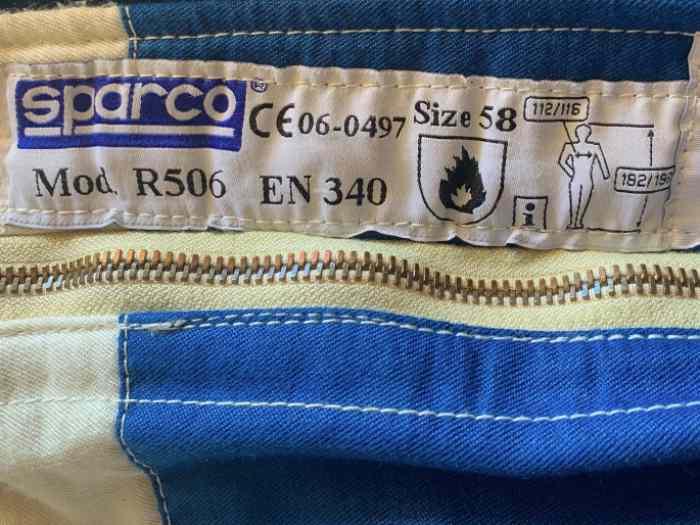 sparco® CE 06-0497 Size 58 112/116
Mod. R506 EN 340 i